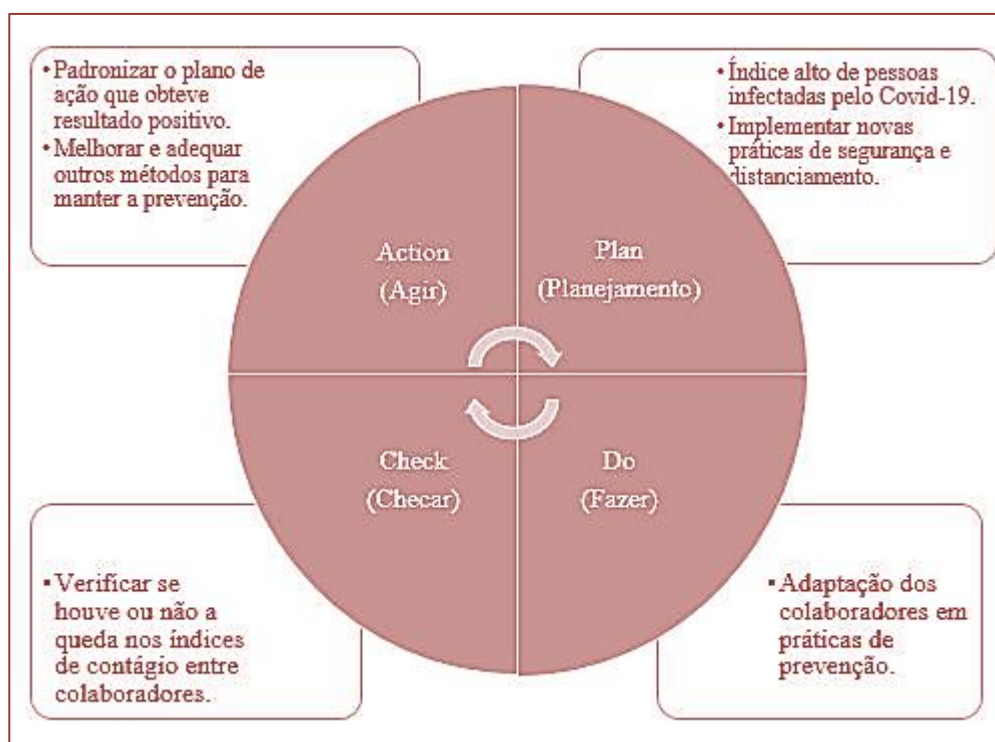 • Padronizar o plano de
ação que obteve
resultado positivo.
• Melhorar e adequar
outros métodos para
manter a prevenção.
• Índice alto de pessoas
infectadas pelo Covid-19.
• Implementar novas
práticas de segurança e
distanciamento.
Action
(Agir)
Plan
(Planejamento)
Check
(Checar)
Do
(Fazer)
• Verificar se
houve ou não a
queda nos índices
de contágio entre
colaboradores.
• Adaptação dos
colaboradores em
práticas de
prevenção.